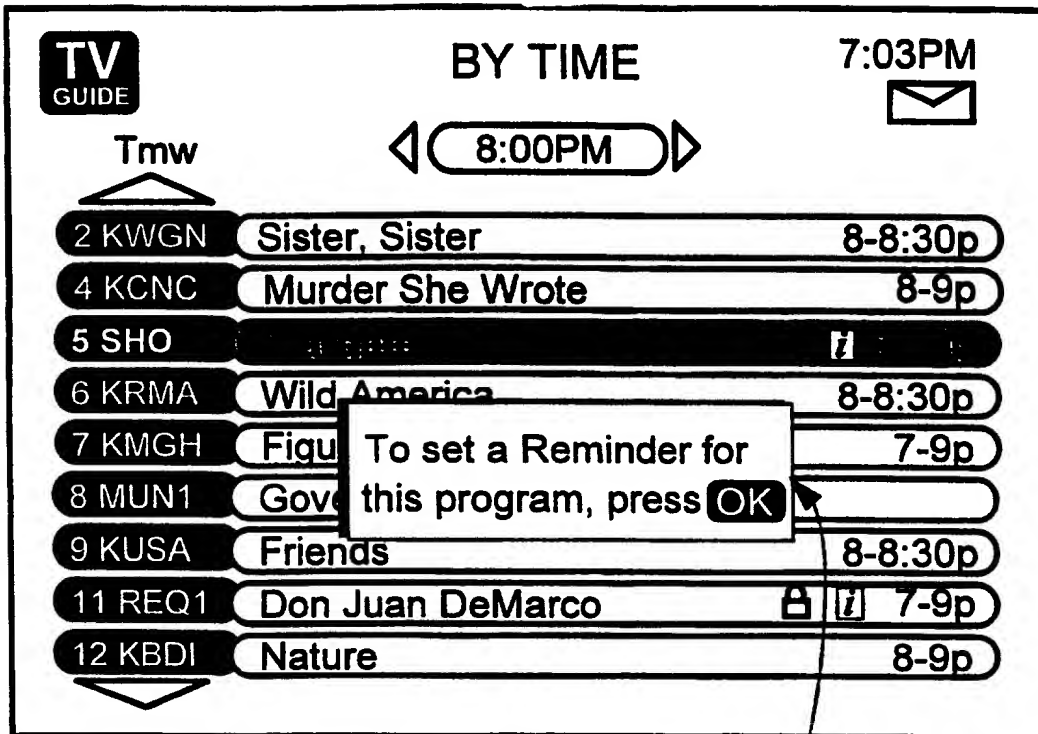 TV
GUIDE
BY TIME
7:03PM
Tmw
8:00PM
2 KWGN Sister, Sister 8-8:30p
4 KCNC Murder She Wrote 8-9p
5 SHO i
6 KRMA Wild America 8-8:30p
7 KMGH Figu 7-9p
8 MUN1 Gove
To set a Reminder for
this program, press OK
9 KUSA Friends 8-8:30p
11 REQ1 Don Juan DeMarco i 7-9p
12 KBDI Nature 8-9p